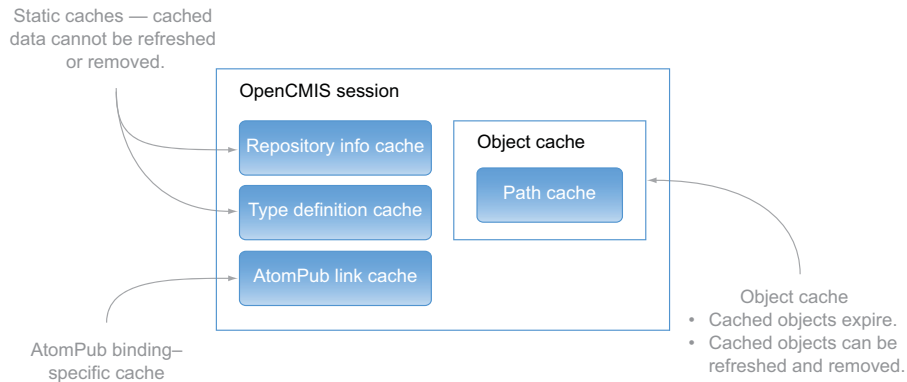 Static caches — cached
data cannot be refreshed
or removed.
OpenCMIS session
Repository info cache
Type definition cache
AtomPub link cache
Object cache
Path cache
AtomPub binding–
specific cache
Object cache
• Cached objects expire.
• Cached objects can be
refreshed and removed.